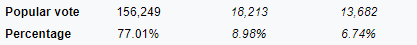 Popular vote 156,249 18,213 13,682
Percentage 77.01% 8.98% 6.74%